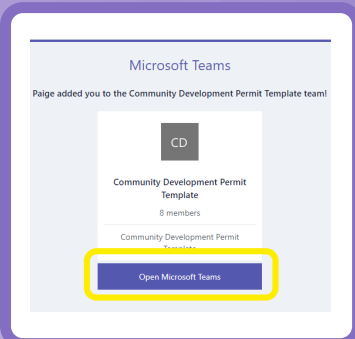 Microsoft Teams
Paige added you to the Community Development Permit Template team!
CD
Community Development Permit
Template
8 members
Community Development Permit
Template
Open Microsoft Teams